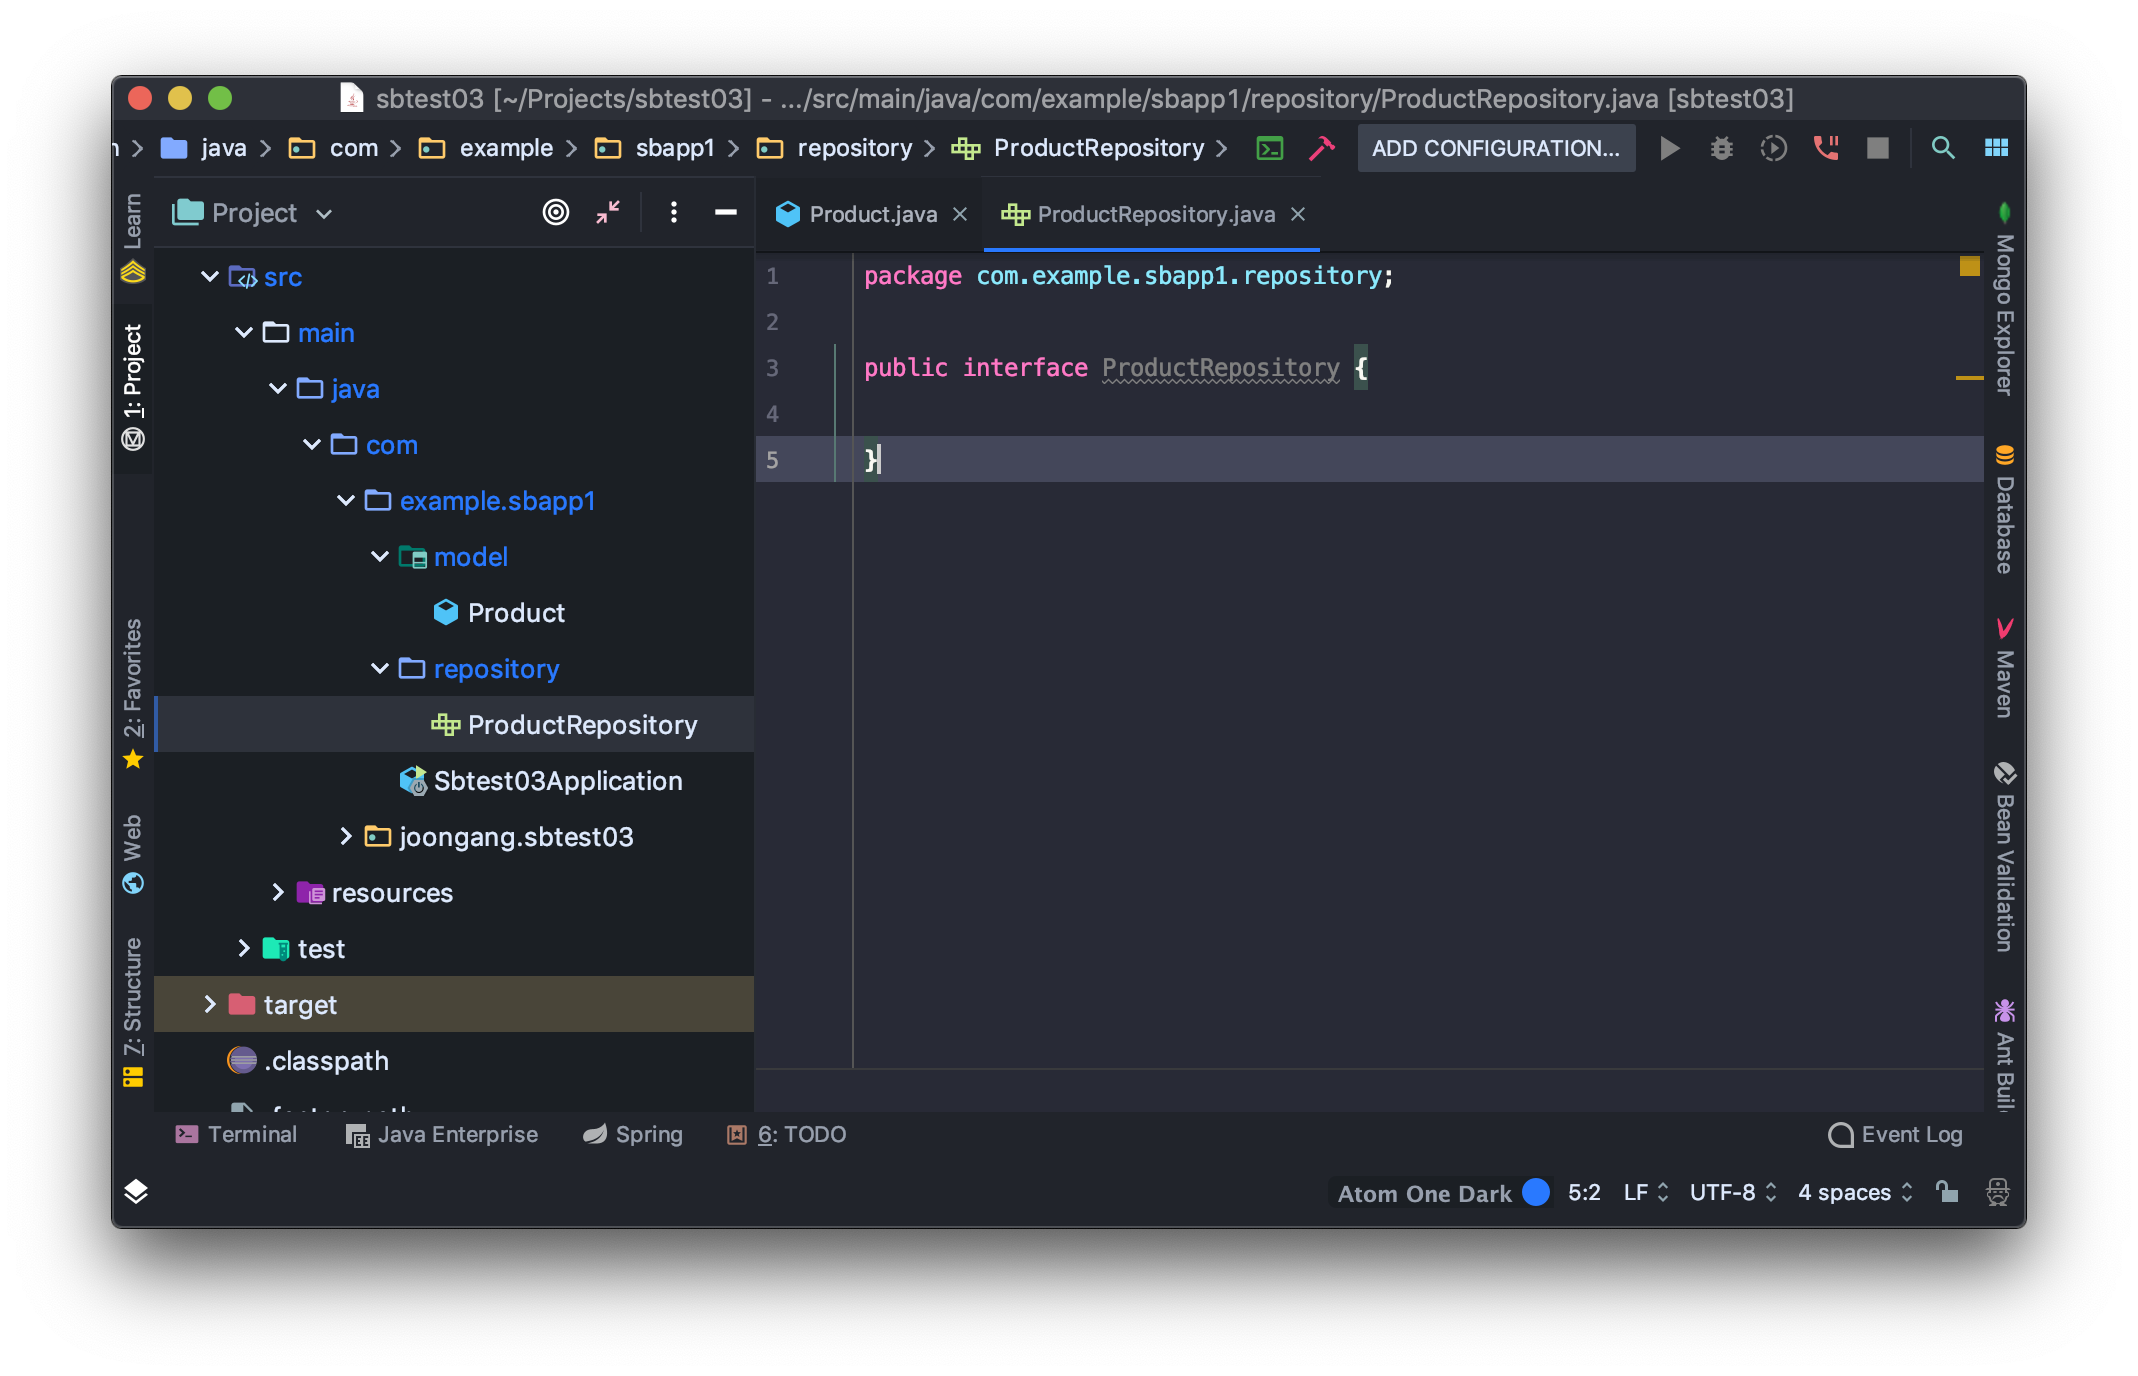 sbtest03 [~/Projects/sbtest03] - .../src/main/java/com/example/sbapp1/repository/ProductRepository.java [sbtest03]
java com example sbapp1 repository ProductRepository ADD CONFIGURATION...
Learn
1: Project
2: Favorites
Web
7: Structure
Project
src
main
java
com
example.sbapp1
model
Product
repository
ProductRepository
Sbtest03Application
joongang.sbtest03
resources
test
target
.classpath
Product.java ProductRepository.java
1 package com.example.sbapp1.repository;
2
3 public interface ProductRepository {
4
5 }
Mongo Explorer
Database
Maven
Bean Validation
Ant Buil
Terminal Java Enterprise Spring 6: TODO Event Log
Atom One Dark 5:2 LF UTF-8 4 spaces